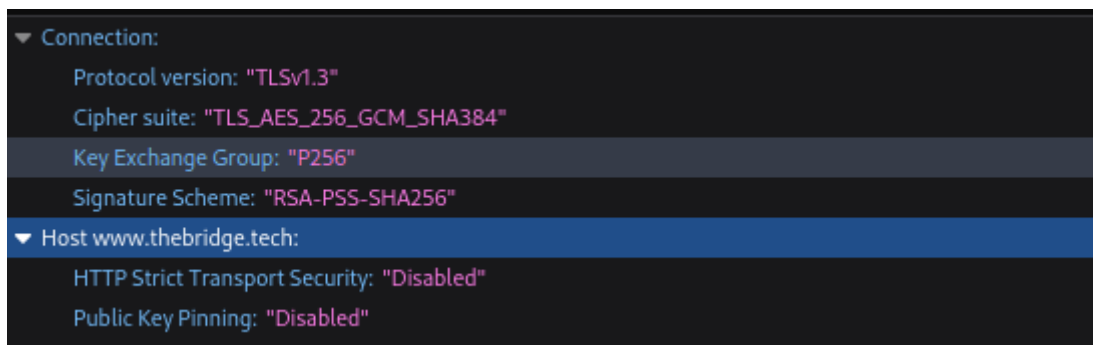 Connection:
Protocol version: "TLSv1.3"
Cipher suite: "TLS_AES_256_GCM_SHA384"
Key Exchange Group: "P256"
Signature Scheme: "RSA-PSS-SHA256"
Host www.thebridge.tech:
HTTP Strict Transport Security: "Disabled"
Public Key Pinning: "Disabled"